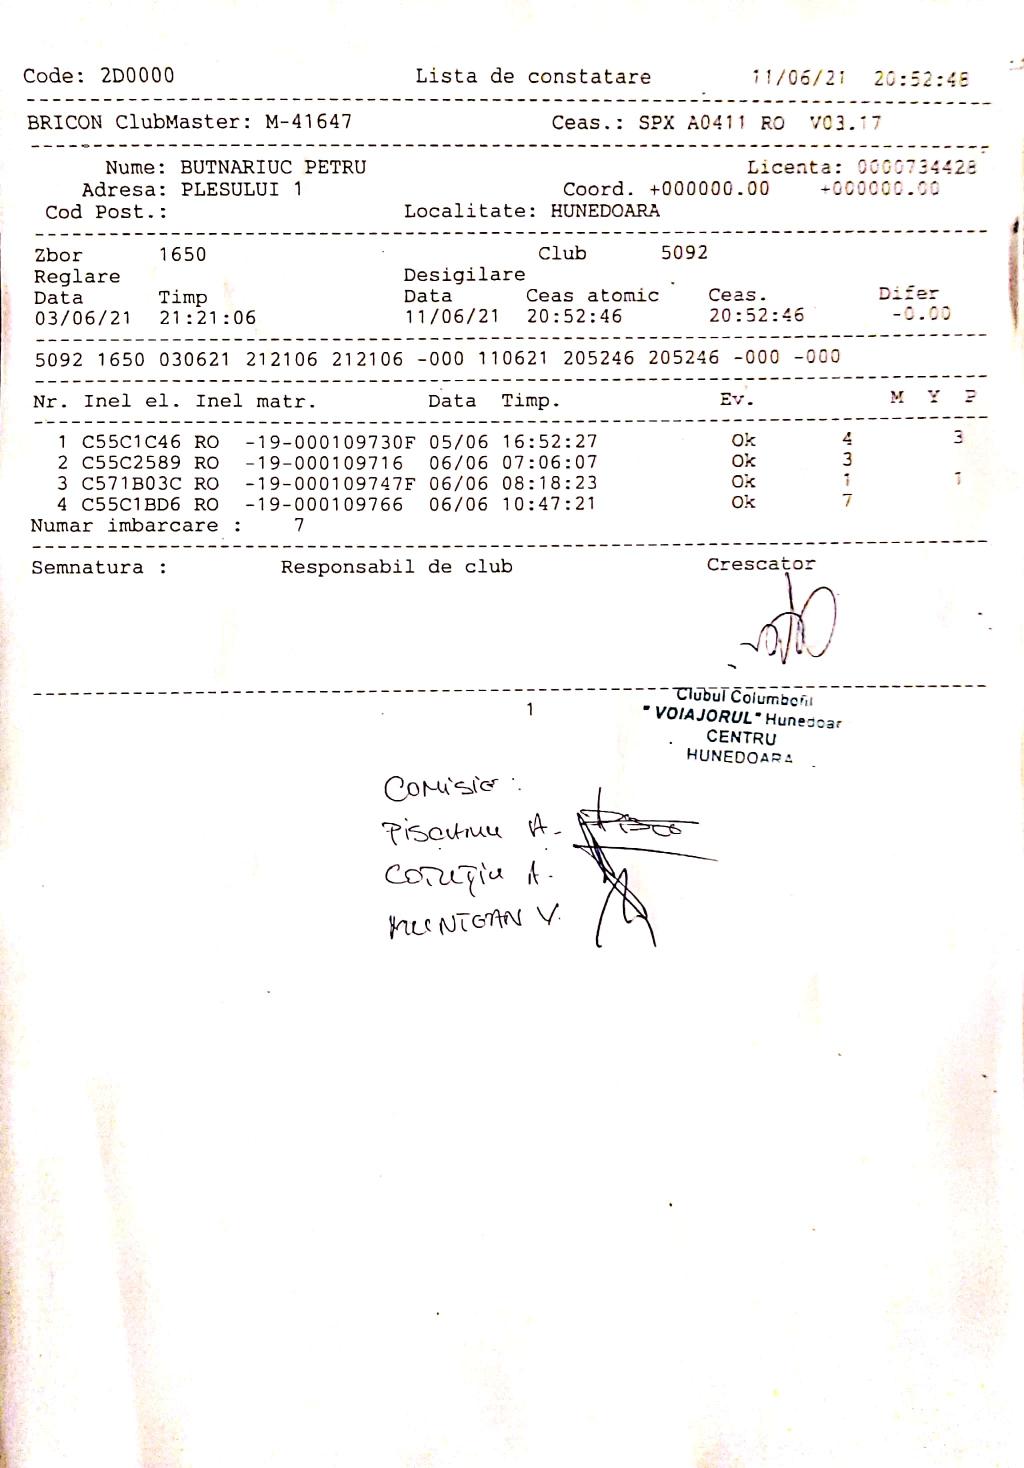 Code: 2D0000 Lista de constatare 11/06/21 20:52:48
BRICON ClubMaster: M-41647 Ceas.: SPX A0411 RO V03.17
Nume: BUTNARIUC PETRU Licenta: 0000734428
Adresa: PLESULUI 1 Coord. +000000.00 +000000.00
Cod Post.: Localitate: HUNEDOARA
Zbor 1650 Club 5092
Reglare Desigilare
Data Timp Data Ceas atomic Ceas. Difer
03/06/21 21:21:06 11/06/21 20:52:46 20:52:46 -0.00
5092 1650 030621 212106 212106 -000 110621 205246 205246 -000 -000
Nr. Inel el. Inel matr. Data Timp. Ev. M Y P
1 C55C1C46 RO -19-000109730F 05/06 16:52:27 Ok 4 3
2 C55C2589 RO -19-000109716 06/06 07:06:07 Ok 3
3 C571B03C RO -19-000109747F 06/06 08:18:23 Ok 1 1
4 C55C1BD6 RO -19-000109766 06/06 10:47:21 Ok 7
Numar imbarcare : 7
Semnatura : Responsabil de club Crescator
1
Clubul Columbofil
"VOIAJORUL" Hunedoar
CENTRU
HUNEDOARA
COMISIE :
A.
A.
MUNTEAN V.